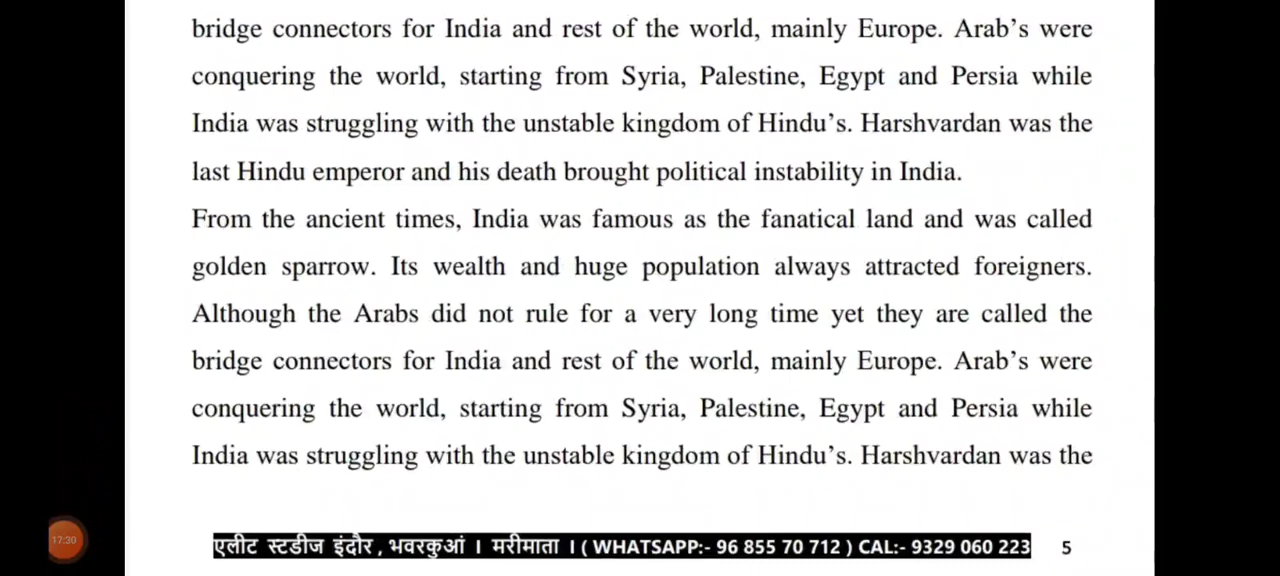 bridge connectors for India and rest of the world, mainly Europe. Arab's were
conquering the world, starting from Syria, Palestine, Egypt and Persia while
India was struggling with the unstable kingdom of Hindu's. Harshvardan was the
last Hindu emperor and his death brought political instability in India.
From the ancient times, India was famous as the fanatical land and was called
golden sparrow. Its wealth and huge population always attracted foreigners.
Although the Arabs did not rule for a very long time yet they are called the
bridge connectors for India and rest of the world, mainly Europe. Arab's were
conquering the world, starting from Syria, Palestine, Egypt and Persia while
India was struggling with the unstable kingdom of Hindu's. Harshvardan was the
17:30
एलीट स्टडीज इंदौर , भवरकुआं । मरीमाता । ( WHATSAPP:- 96 855 70 712 ) CAL:- 9329 060 223 5